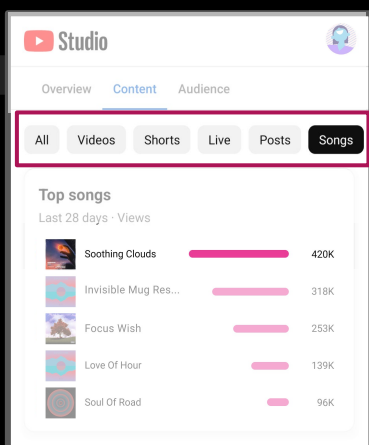 Studio
Overview Content Audience
All Videos Shorts Live Posts Songs
Top songs
Last 28 days · Views
Soothing Clouds 420K
Invisible Mug Res... 318K
Focus Wish 253K
Love Of Hour 139K
Soul Of Road 96K